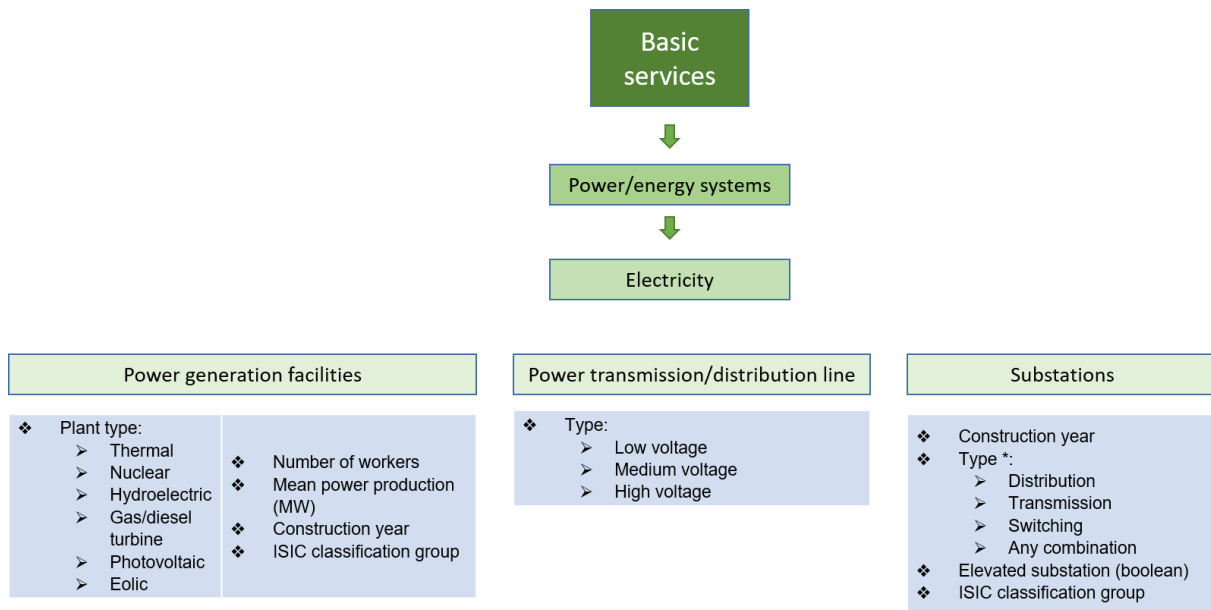 Basic
services
Power/energy systems
Electricity
Power generation facilities
❖ Plant type:
➢ Thermal
➢ Nuclear
➢ Hydroelectric
➢ Gas/diesel
turbine
➢ Photovoltaic
➢ Eolic
❖ Number of workers
❖ Mean power production
(MW)
❖ Construction year
❖ ISIC classification group
Power transmission/distribution line
❖ Type:
➢ Low voltage
➢ Medium voltage
➢ High voltage
Substations
❖ Construction year
❖ Type *:
➢ Distribution
➢ Transmission
➢ Switching
➢ Any combination
❖ Elevated substation (boolean)
❖ ISIC classification group